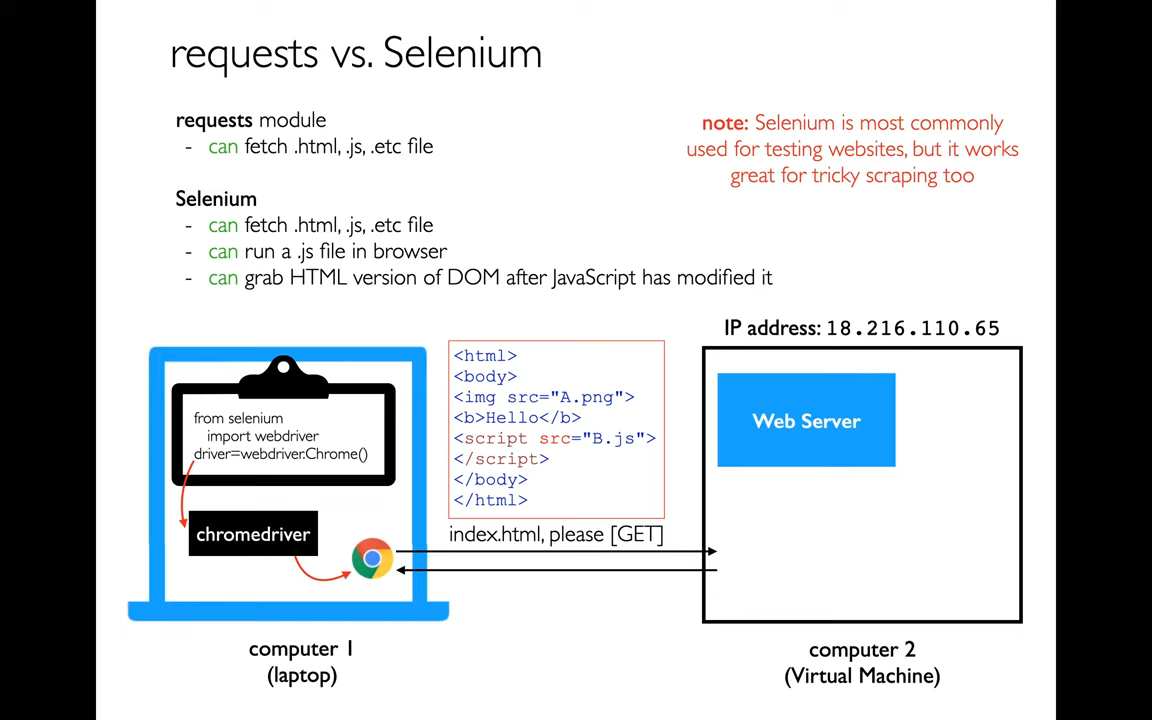 requests vs. Selenium
requests module
- can fetch .html, .js, .etc file
note: Selenium is most commonly
used for testing websites, but it works
great for tricky scraping too
Selenium
- can fetch .html, .js, .etc file
- can run a .js file in browser
- can grab HTML version of DOM after JavaScript has modified it
IP address: 18.216.110.65
from selenium
import webdriver
driver=webdriver.Chrome()
chromedriver
<html>
<body>
<img src="A.png">
<b>Hello</b>
<script src="B.js">
</script>
</body>
</html>
index.html, please [GET]
Web Server
computer 1
(laptop)
computer 2
(Virtual Machine)